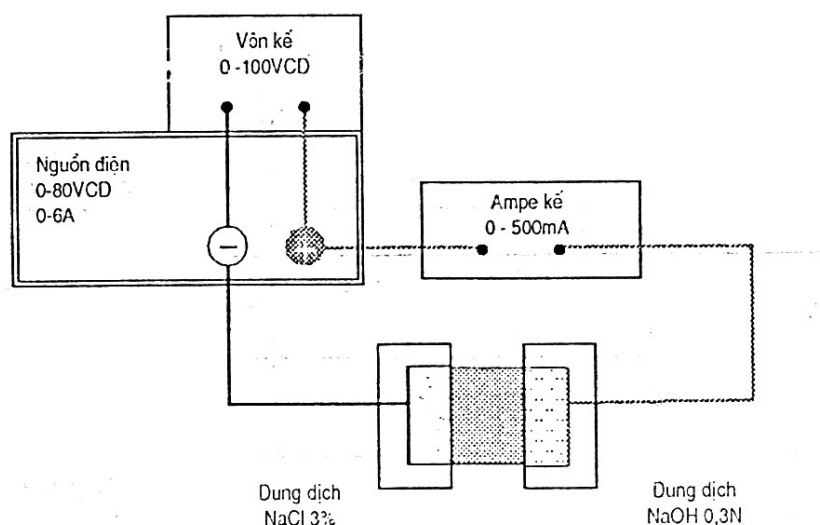 Vôn kế
0 -100VCD
Nguồn điện
0-80VCD
0-6A
−
+
Ampe kế
0 - 500mA
Dung dịch
NaCl 3%
Dung dịch
NaOH 0,3N